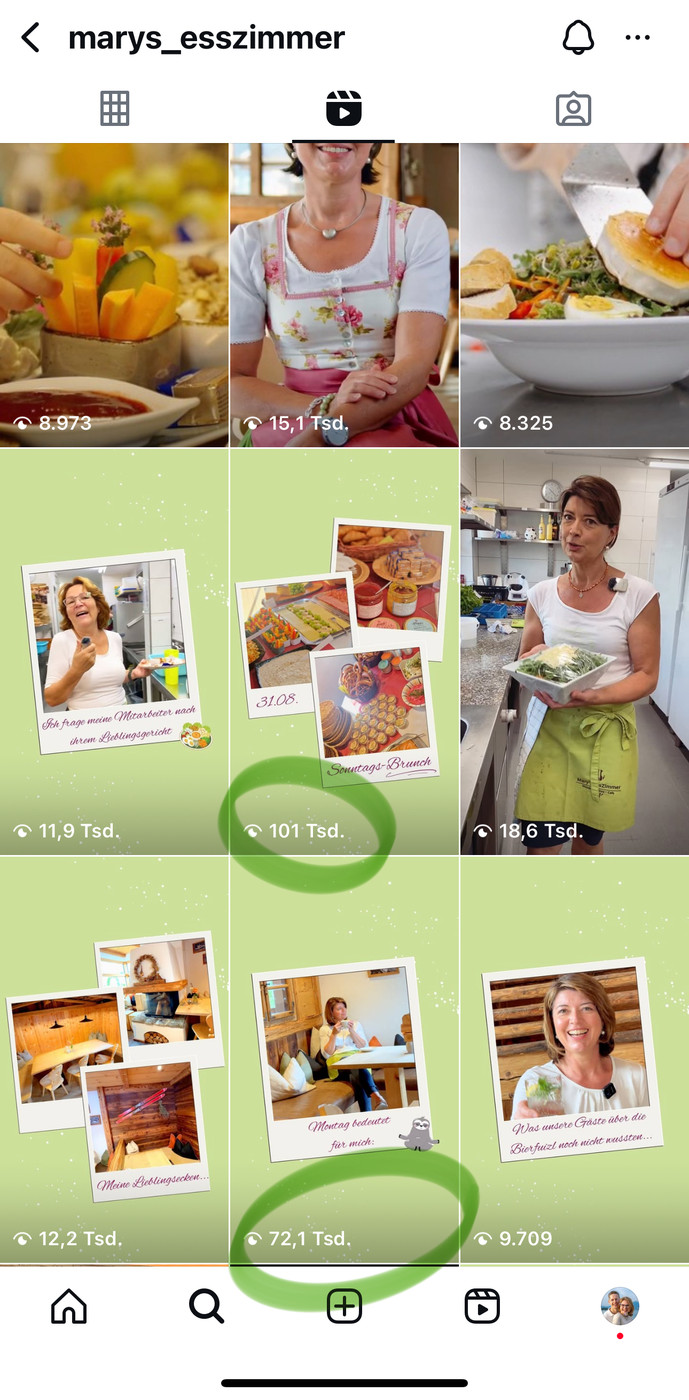 marys_esszimmer
8.973
15,1 Tsd.
8.325
Ich frage meine Mitarbeiter nach
ihrem Lieblingsgericht
11,9 Tsd.
31.08.
Sonntags-Brunch
101 Tsd.
18,6 Tsd.
Meine Lieblingsecken...
12,2 Tsd.
Montag bedeutet
für mich:
72,1 Tsd.
Was unsere Gäste über die
Bierfuizl noch nicht wussten...
9.709